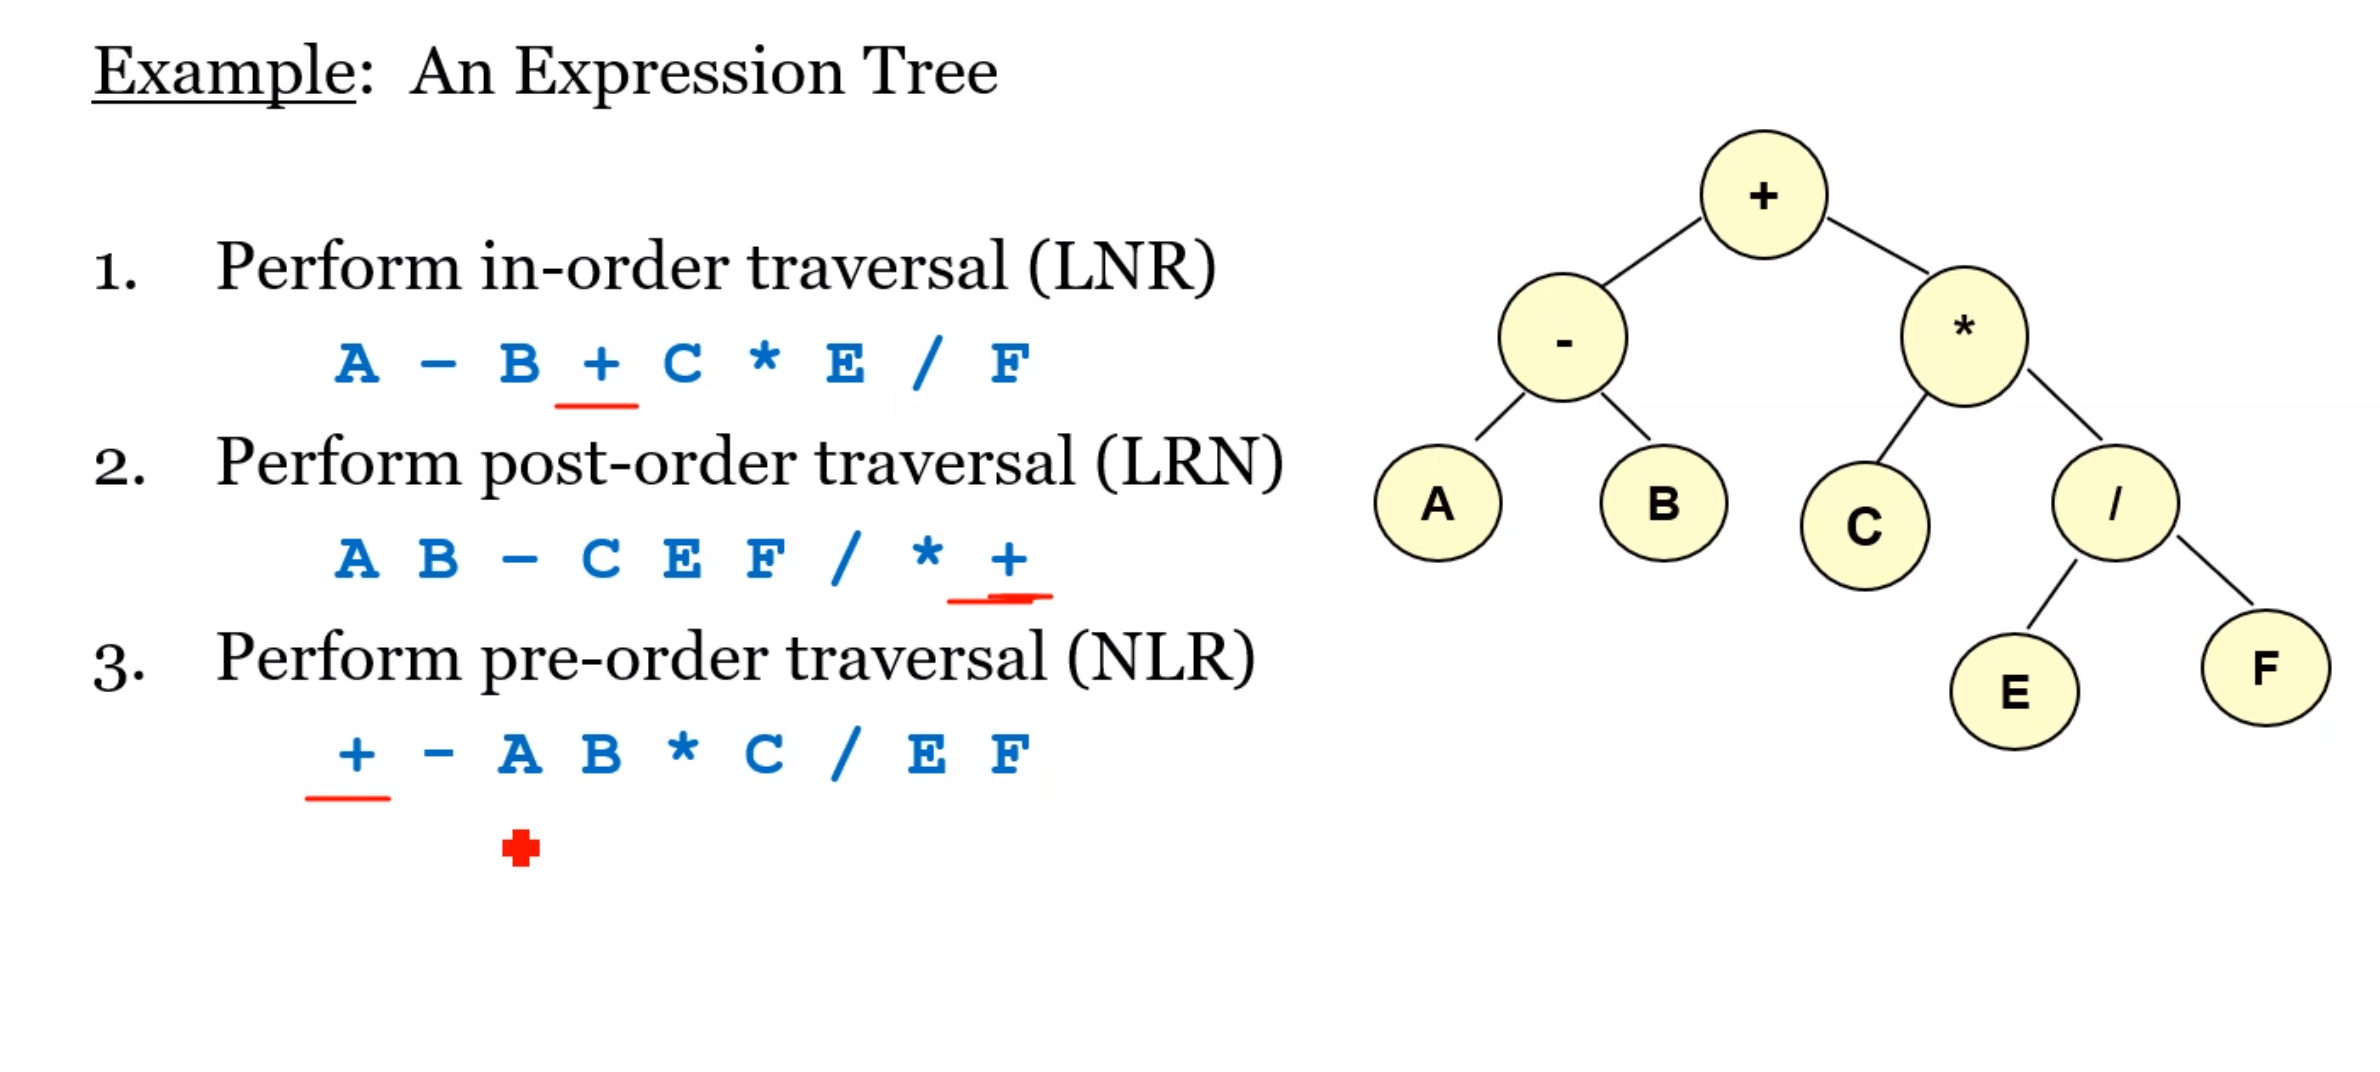 Example: An Expression Tree
1. Perform in-order traversal (LNR)
A - B + C * E / F
2. Perform post-order traversal (LRN)
A B - C E F / * +
3. Perform pre-order traversal (NLR)
+ - A B * C / E F
+
- *
A B C /
E F